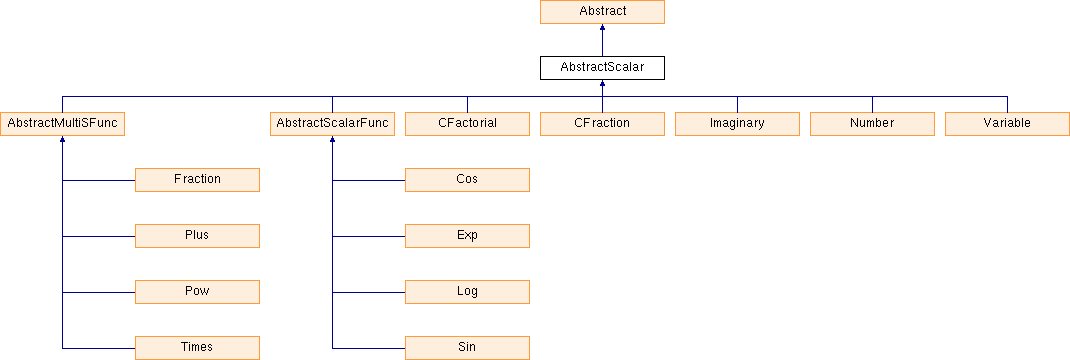 Abstract
AbstractScalar
AbstractMultiSFunc
AbstractScalarFunc
CFactorial
CFraction
Imaginary
Number
Variable
Fraction
Cos
Plus
Exp
Pow
Log
Times
Sin